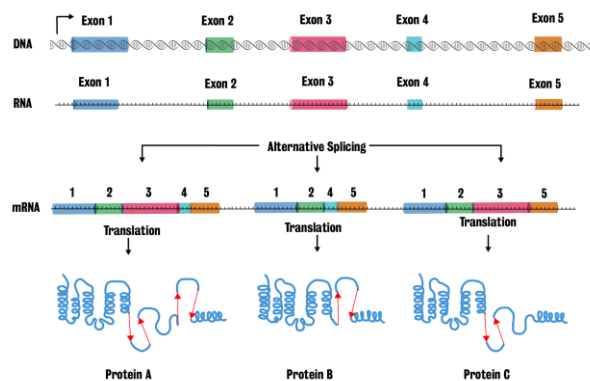 Exon 1 Exon 2 Exon 3 Exon 4 Exon 5
DNA
Exon 1 Exon 2 Exon 3 Exon 4 Exon 5
RNA
Alternative Splicing
1 2 3 4 5 1 2 4 5 1 2 3 5
mRNA
Translation Translation Translation
Protein A Protein B Protein C